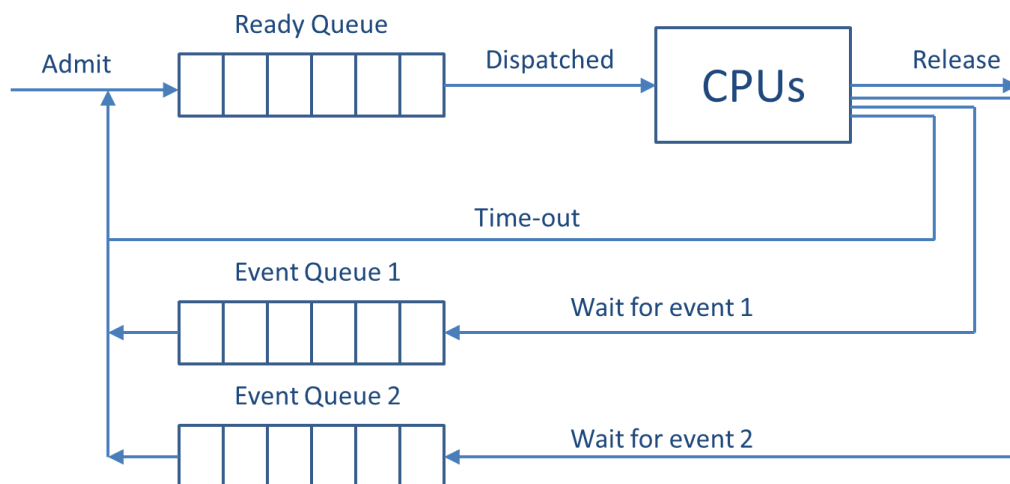 Ready Queue
Admit
Dispatched
CPUs
Release
Time-out
Event Queue 1
Wait for event 1
Event Queue 2
Wait for event 2